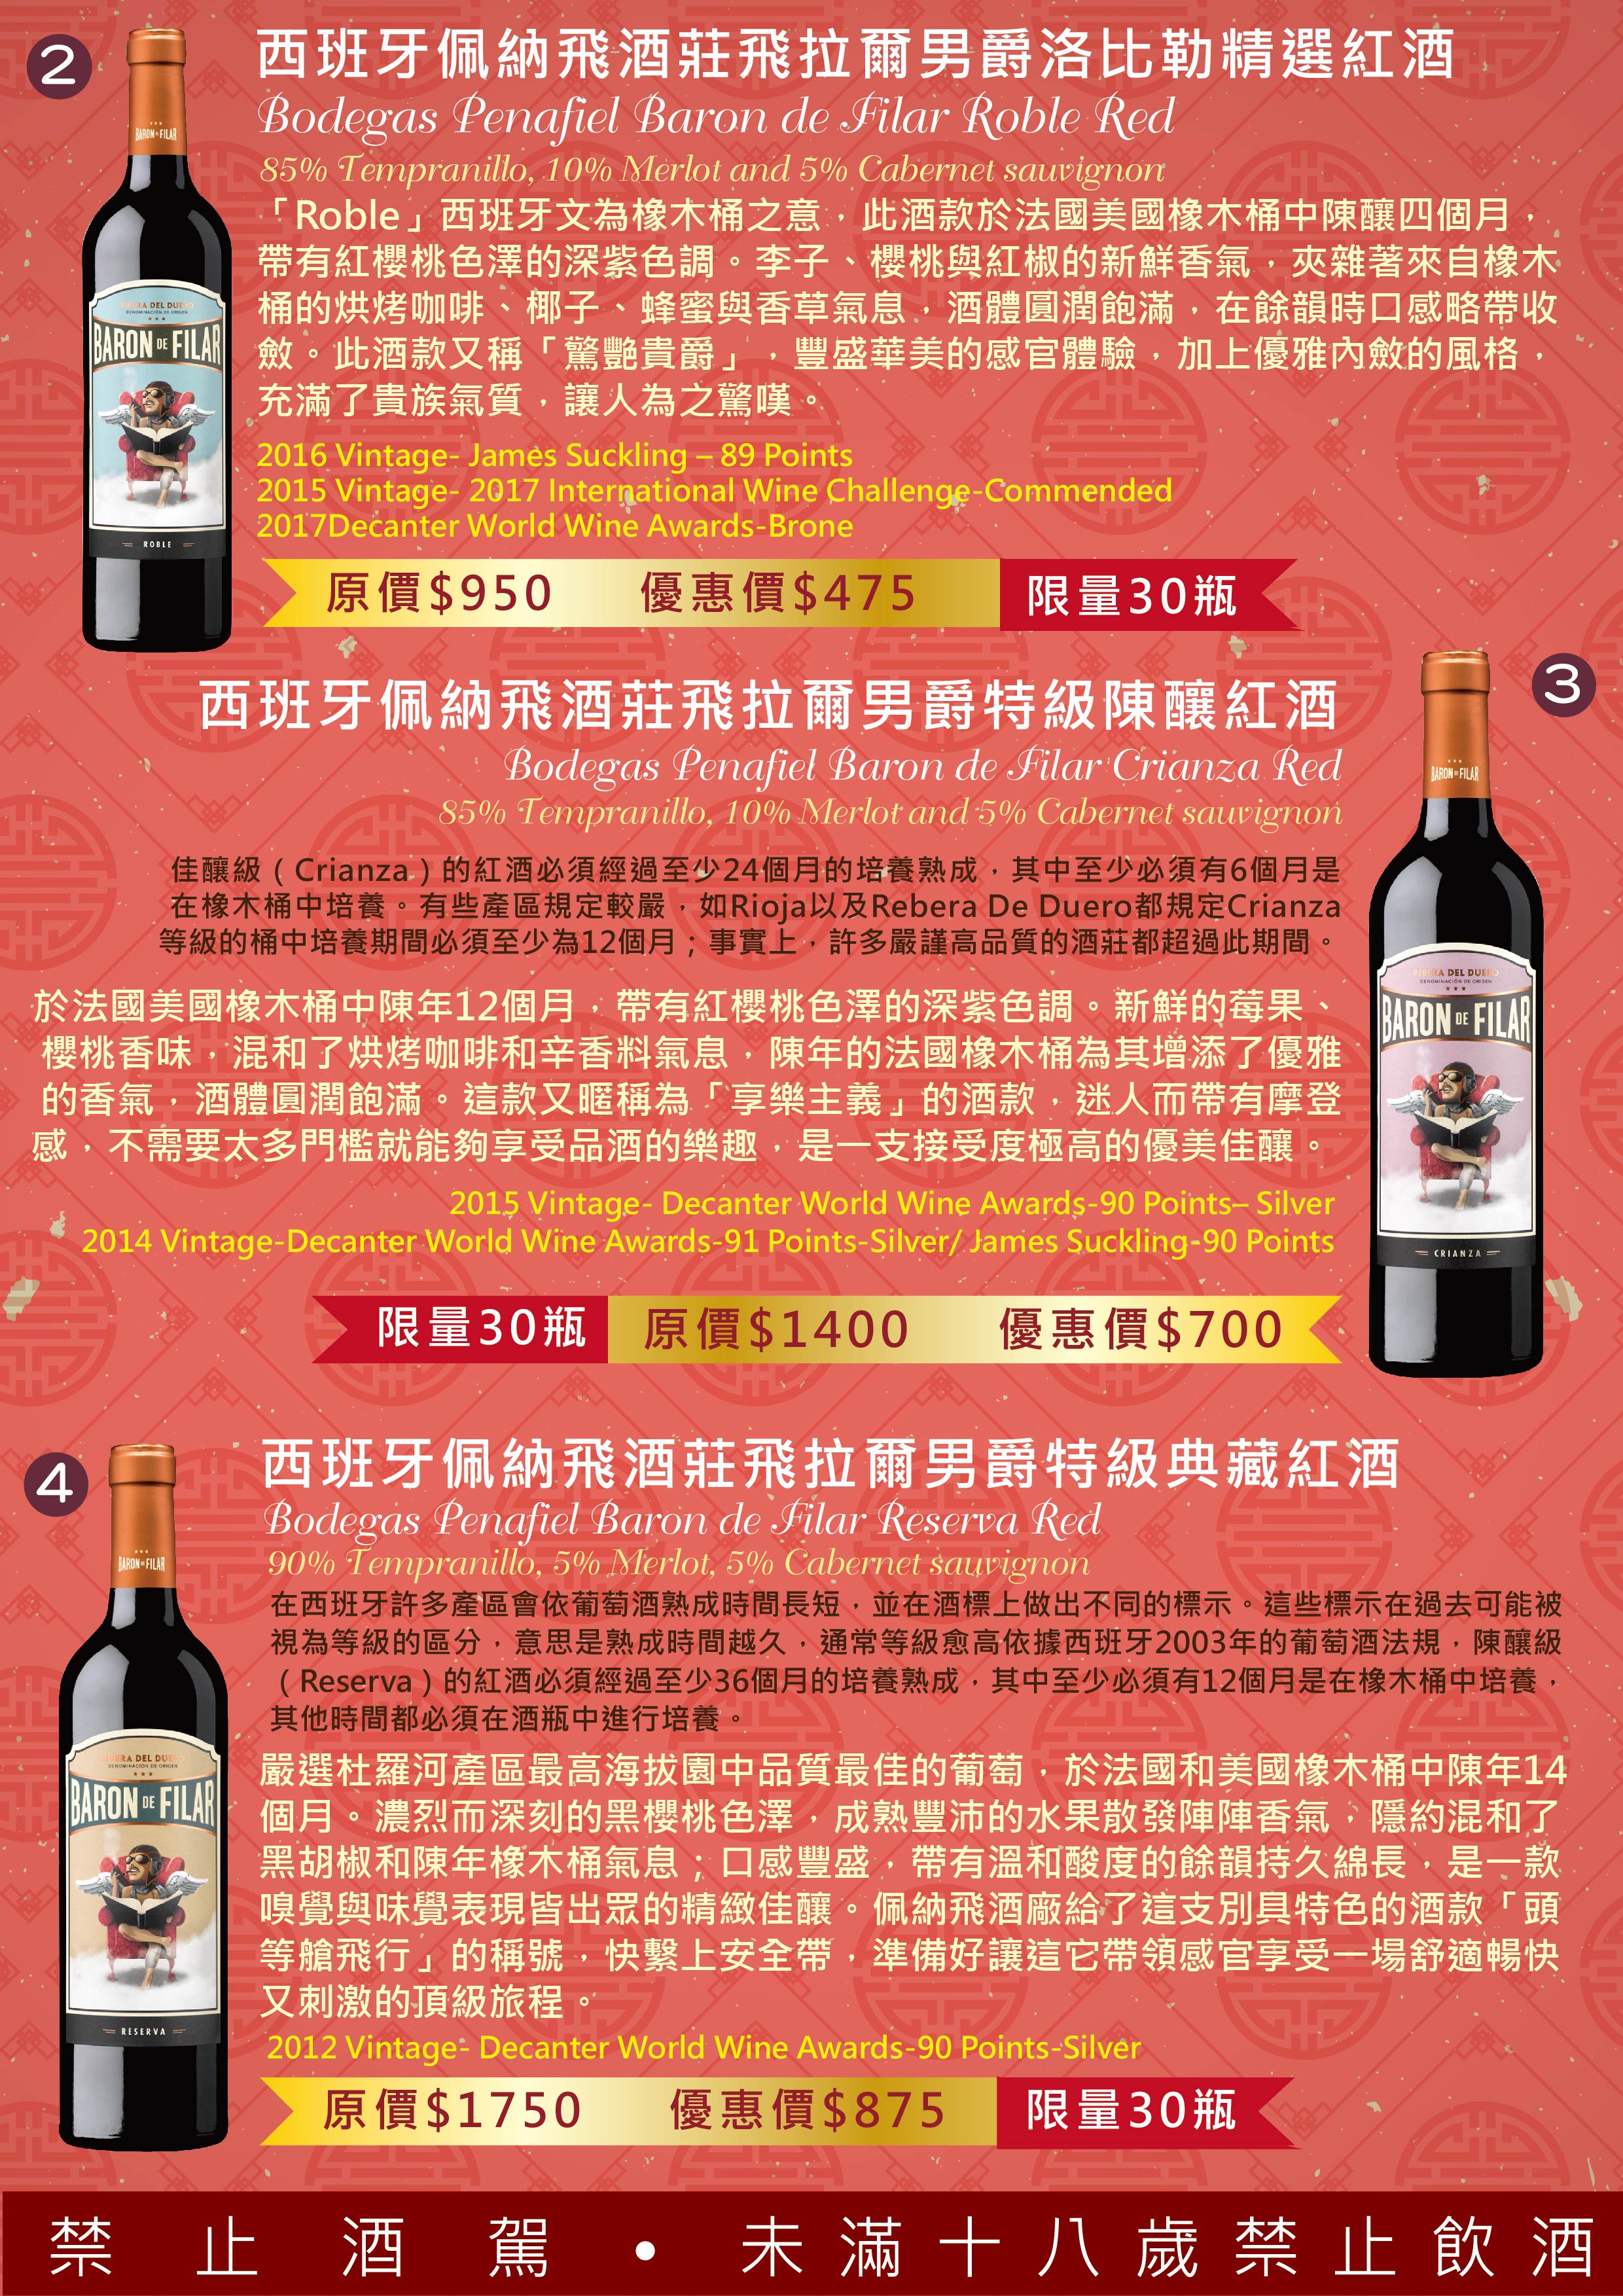 2
西班牙佩納飛酒莊飛拉爾男爵洛比勒精選紅酒
Bodegas Penafiel Baron de Filar Roble Red
85% Tempranillo, 10% Merlot and 5% Cabernet sauvignon
「Roble」西班牙文為橡木桶之意，此酒款於法國美國橡木桶中陳釀四個月，
帶有紅櫻桃色澤的深紫色調。李子、櫻桃與紅椒的新鮮香氣，夾雜著來自橡木
桶的烘烤咖啡、椰子、蜂蜜與香草氣息，酒體圓潤飽滿，在餘韻時口感略帶收
斂。此酒款又稱「驚艷貴爵」，豐盛華美的感官體驗，加上優雅內斂的風格，
充滿了貴族氣質，讓人為之驚嘆。
2016 Vintage- James Suckling – 89 Points
2015 Vintage- 2017 International Wine Challenge-Commended
2017Decanter World Wine Awards-Brone
原價$950 優惠價$475 限量30瓶
BARON DE FILAR
RIBERA DEL DUERO
DENOMINACIÓN DE ORIGEN
BARON DE FILAR
ROBLE
3
西班牙佩納飛酒莊飛拉爾男爵特級陳釀紅酒
Bodegas Penafiel Baron de Filar Crianza Red
85% Tempranillo, 10% Merlot and 5% Cabernet sauvignon
佳釀級（Crianza）的紅酒必須經過至少24個月的培養熟成，其中至少必須有6個月是
在橡木桶中培養。有些產區規定較嚴，如Rioja以及Rebera De Duero都規定Crianza
等級的桶中培養期間必須至少為12個月；事實上，許多嚴謹高品質的酒莊都超過此期間。
於法國美國橡木桶中陳年12個月，帶有紅櫻桃色澤的深紫色調。新鮮的莓果、
櫻桃香味，混和了烘烤咖啡和辛香料氣息，陳年的法國橡木桶為其增添了優雅
的香氣，酒體圓潤飽滿。這款又暱稱為「享樂主義」的酒款，迷人而帶有摩登
感，不需要太多門檻就能夠享受品酒的樂趣，是一支接受度極高的優美佳釀。
2015 Vintage- Decanter World Wine Awards-90 Points– Silver
2014 Vintage-Decanter World Wine Awards-91 Points-Silver/ James Suckling-90 Points
限量30瓶 原價$1400 優惠價$700
BARON DE FILAR
RIBERA DEL DUERO
DENOMINACIÓN DE ORIGEN
BARON DE FILAR
CRIANZA
4
西班牙佩納飛酒莊飛拉爾男爵特級典藏紅酒
Bodegas Penafiel Baron de Filar Reserva Red
90% Tempranillo, 5% Merlot, 5% Cabernet sauvignon
在西班牙許多產區會依葡萄酒熟成時間長短，並在酒標上做出不同的標示。這些標示在過去可能被
視為等級的區分，意思是熟成時間越久，通常等級愈高依據西班牙2003年的葡萄酒法規，陳釀級
（Reserva）的紅酒必須經過至少36個月的培養熟成，其中至少必須有12個月是在橡木桶中培養，
其他時間都必須在酒瓶中進行培養。
嚴選杜羅河產區最高海拔園中品質最佳的葡萄，於法國和美國橡木桶中陳年14
個月。濃烈而深刻的黑櫻桃色澤，成熟豐沛的水果散發陣陣香氣，隱約混和了
黑胡椒和陳年橡木桶氣息；口感豐盛，帶有溫和酸度的餘韻持久綿長，是一款
嗅覺與味覺表現皆出眾的精緻佳釀。佩納飛酒廠給了這支別具特色的酒款「頭
等艙飛行」的稱號，快繫上安全帶，準備好讓這它帶領感官享受一場舒適暢快
又刺激的頂級旅程。
2012 Vintage- Decanter World Wine Awards-90 Points-Silver
原價$1750 優惠價$875 限量30瓶
BARON DE FILAR
RIBERA DEL DUERO
DENOMINACIÓN DE ORIGEN
BARON DE FILAR
RESERVA
禁止酒駕・未滿十八歲禁止飲酒